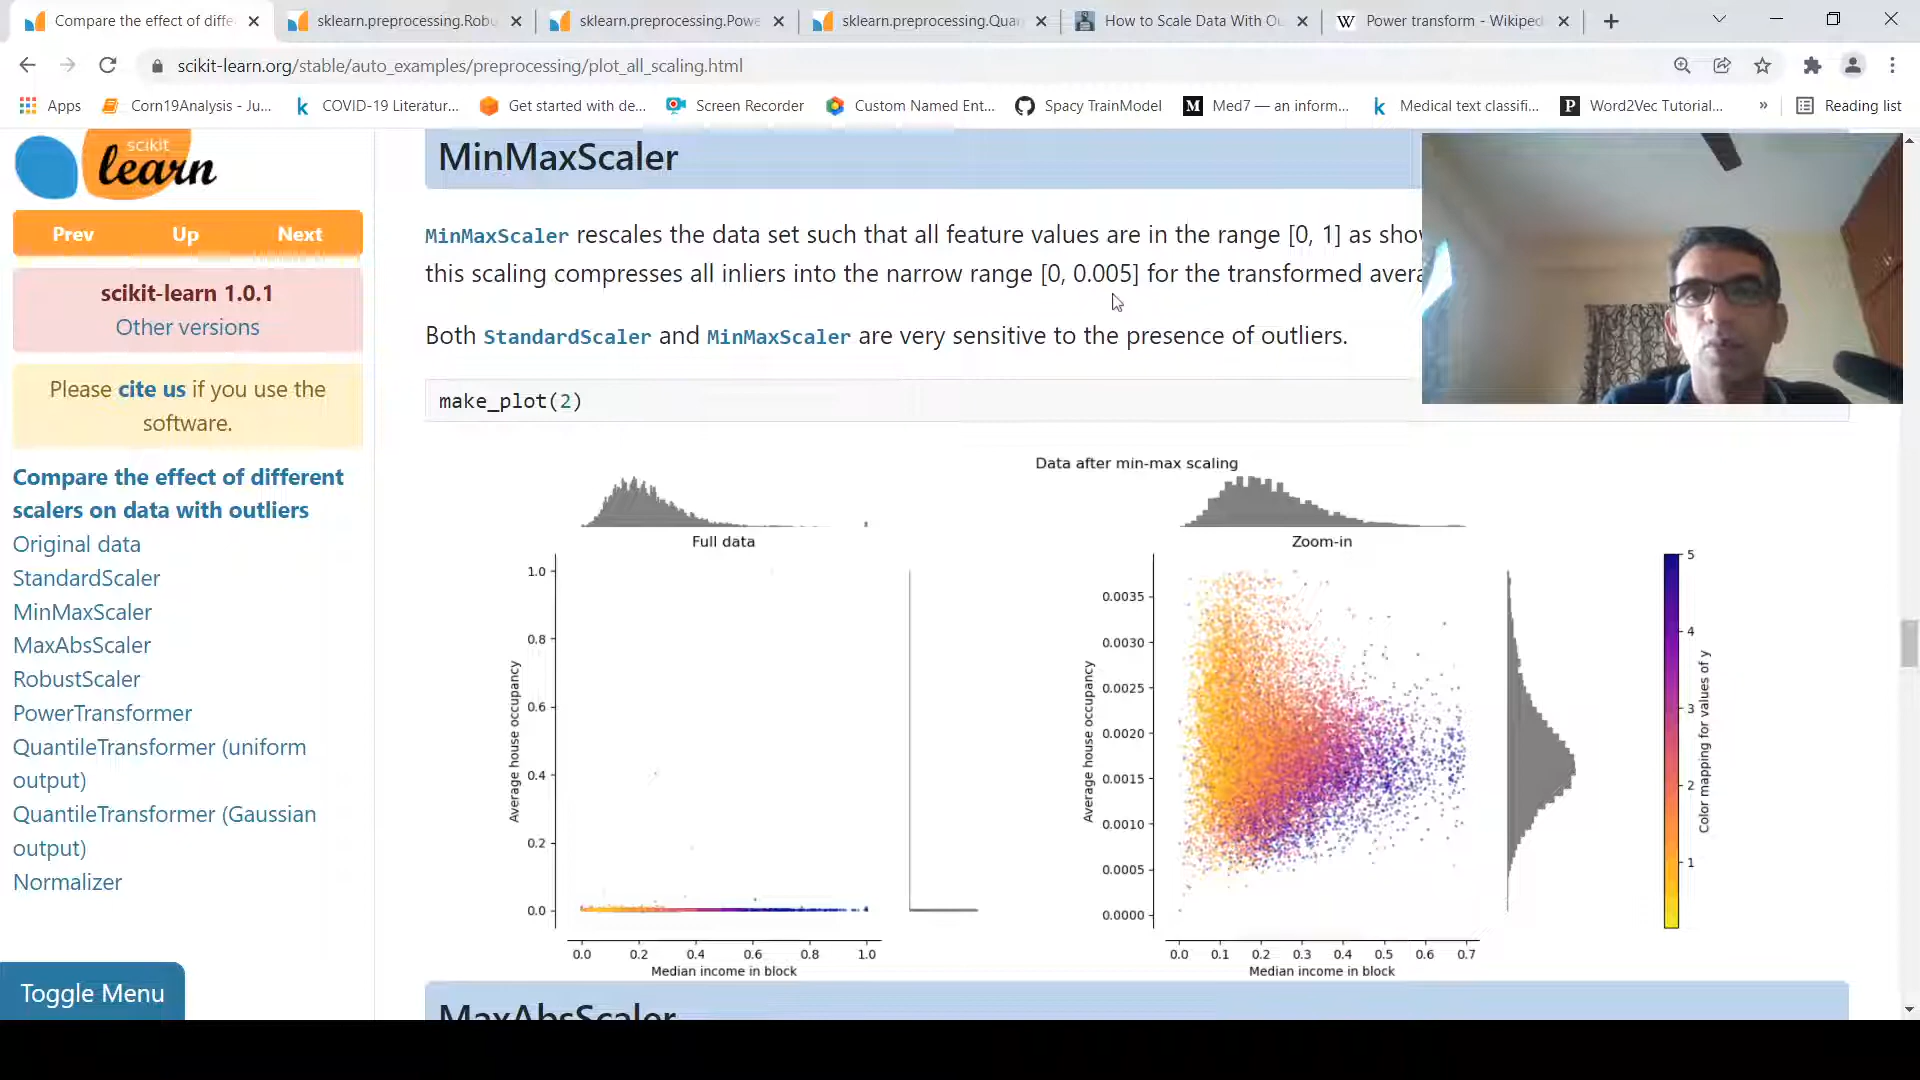 Compare the effect of diffe
sklearn.preprocessing.Robu
sklearn.preprocessing.Powe
sklearn.preprocessing.Quan
How to Scale Data With Ou
W Power transform - Wikiped
scikit-learn.org/stable/auto_examples/preprocessing/plot_all_scaling.html
Apps
Corn19Analysis - Ju...
k COVID-19 Literatur...
Get started with de...
Screen Recorder
Custom Named Ent...
Spacy TrainModel
M Med7 — an inform...
k Medical text classifi...
P Word2Vec Tutorial...
»
Reading list
scikit
learn
Prev Up Next
scikit-learn 1.0.1
Other versions
Please cite us if you use the
software.
Compare the effect of different
scalers on data with outliers
Original data
StandardScaler
MinMaxScaler
MaxAbsScaler
RobustScaler
PowerTransformer
QuantileTransformer (uniform
output)
QuantileTransformer (Gaussian
output)
Normalizer
Toggle Menu
MinMaxScaler
MinMaxScaler rescales the data set such that all feature values are in the range [0, 1] as
this scaling compresses all inliers into the narrow range [0, 0.005] for the transformed
Both StandardScaler and MinMaxScaler are very sensitive to the presence of outliers.
make_plot(2)
Data after min-max scaling
Full data
1.0
0.8
0.6
0.4
0.2
0.0
Average house occupancy
0.0 0.2 0.4 0.6 0.8 1.0
Median income in block
Zoom-in
0.0035
0.0030
0.0025
0.0020
0.0015
0.0010
0.0005
0.0000
Average house occupancy
0.0 0.1 0.2 0.3 0.4 0.5 0.6 0.7
Median income in block
5
4
3
2
1
Color mapping for values of y
MaxAbsScaler